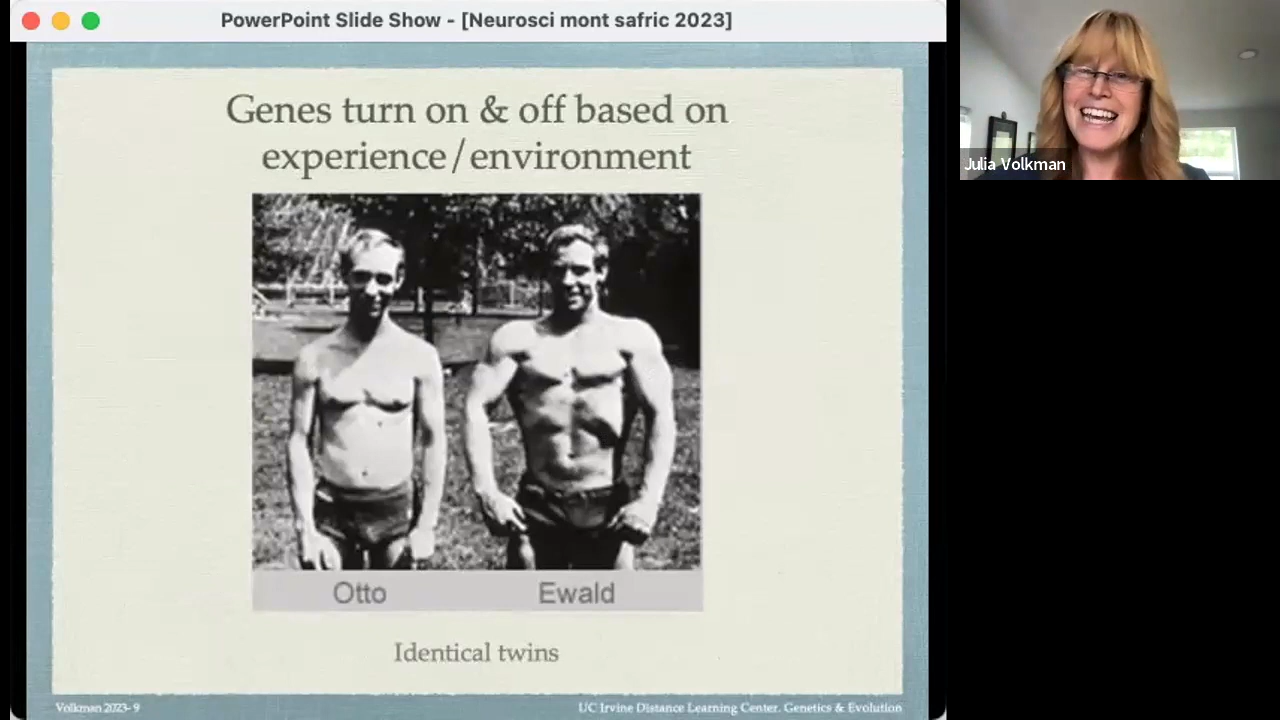 PowerPoint Slide Show - [Neurosci mont safric 2023]
Genes turn on & off based on
experience/environment
Otto
Ewald
Identical twins
Volkman 2023- 9
UC Irvine Distance Learning Center. Genetics & Evolution
Julia Volkman